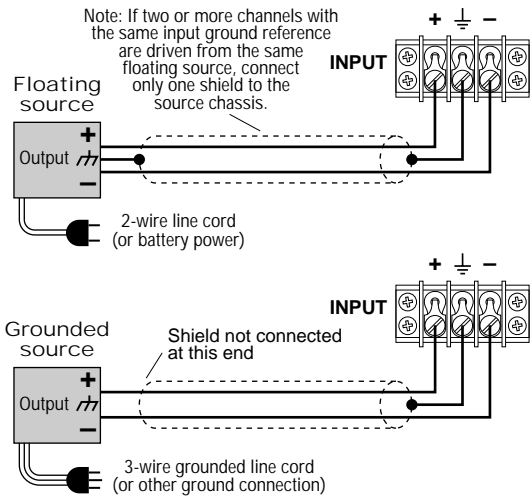 Note: If two or more channels with
the same input ground reference
are driven from the same
floating source, connect
only one shield to the
source chassis.
+ ⏚ –
INPUT
Floating
source
+
Output
–
2-wire line cord
(or battery power)
+ ⏚ –
INPUT
Grounded
source
Shield not connected
at this end
+
Output
–
3-wire grounded line cord
(or other ground connection)